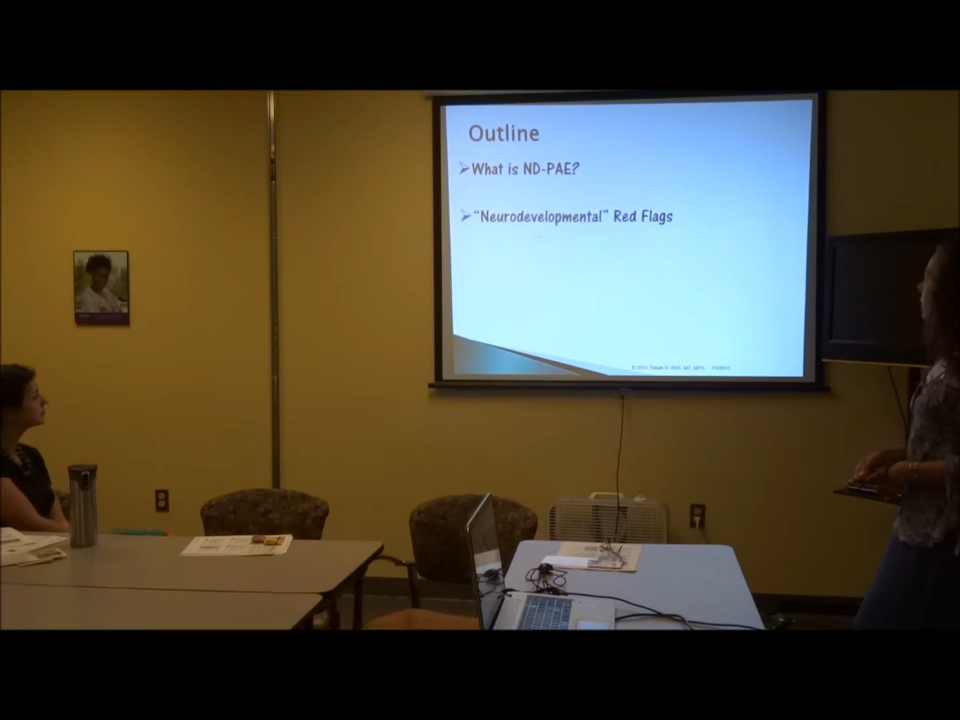 Outline
➢What is ND-PAE?
➢"Neurodevelopmental" Red Flags